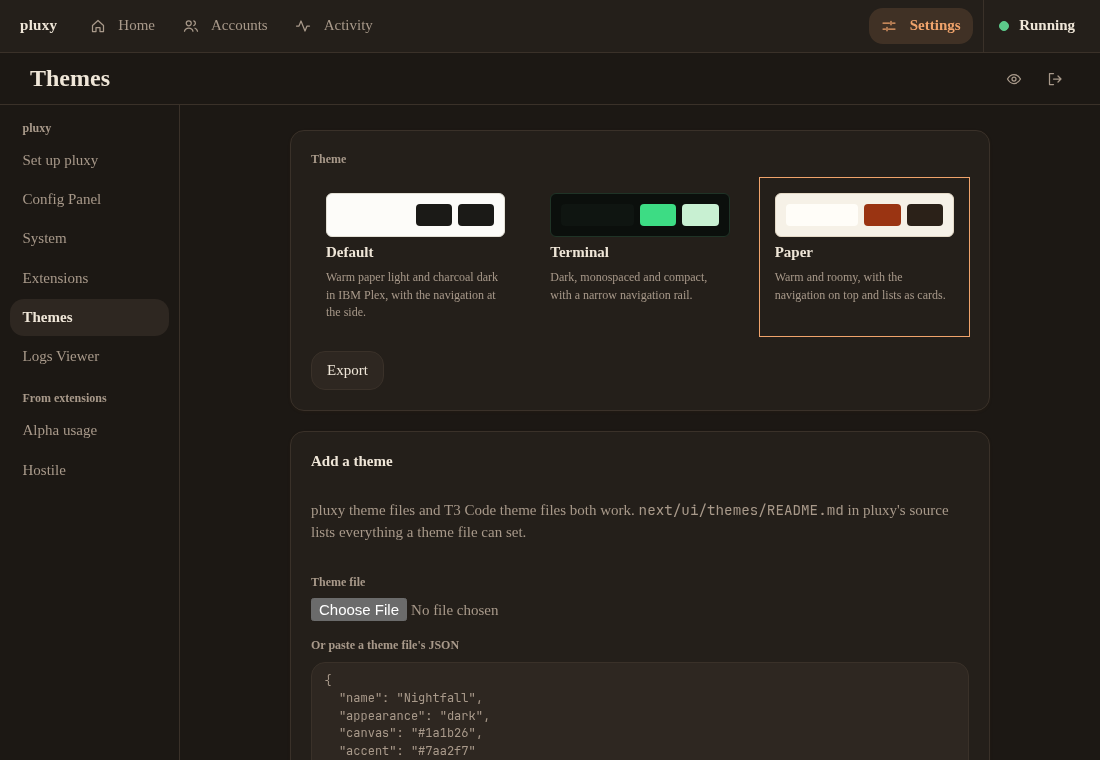 pluxy
Home
Accounts
Activity
Settings
Running
Themes
pluxy
Set up pluxy
Config Panel
System
Extensions
Themes
Logs Viewer
From extensions
Alpha usage
Hostile
Theme
Default
Warm paper light and charcoal dark
in IBM Plex, with the navigation at
the side.
Terminal
Dark, monospaced and compact,
with a narrow navigation rail.
Paper
Warm and roomy, with the
navigation on top and lists as cards.
Export
Add a theme
pluxy theme files and T3 Code theme files both work. next/ui/themes/README.md in pluxy's source
lists everything a theme file can set.
Theme file
Choose File No file chosen
Or paste a theme file's JSON
{
"name": "Nightfall",
"appearance": "dark",
"canvas": "#1a1b26",
"accent": "#7aa2f7"